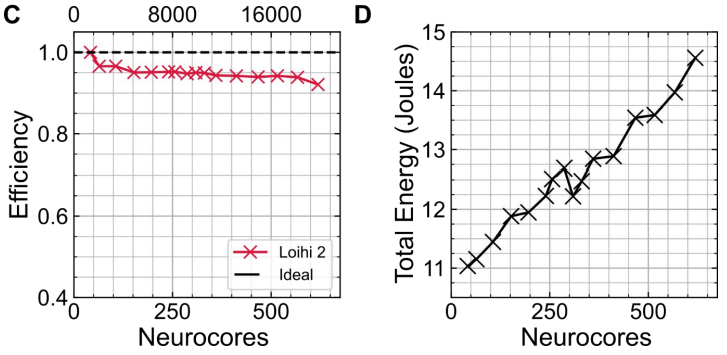 C
0 8000 16000
1.0
0.8
0.6
0.4
Efficiency
Loihi 2
Ideal
0 250 500
Neurocores
D
15
14
13
12
11
Total Energy (Joules)
0 250 500
Neurocores